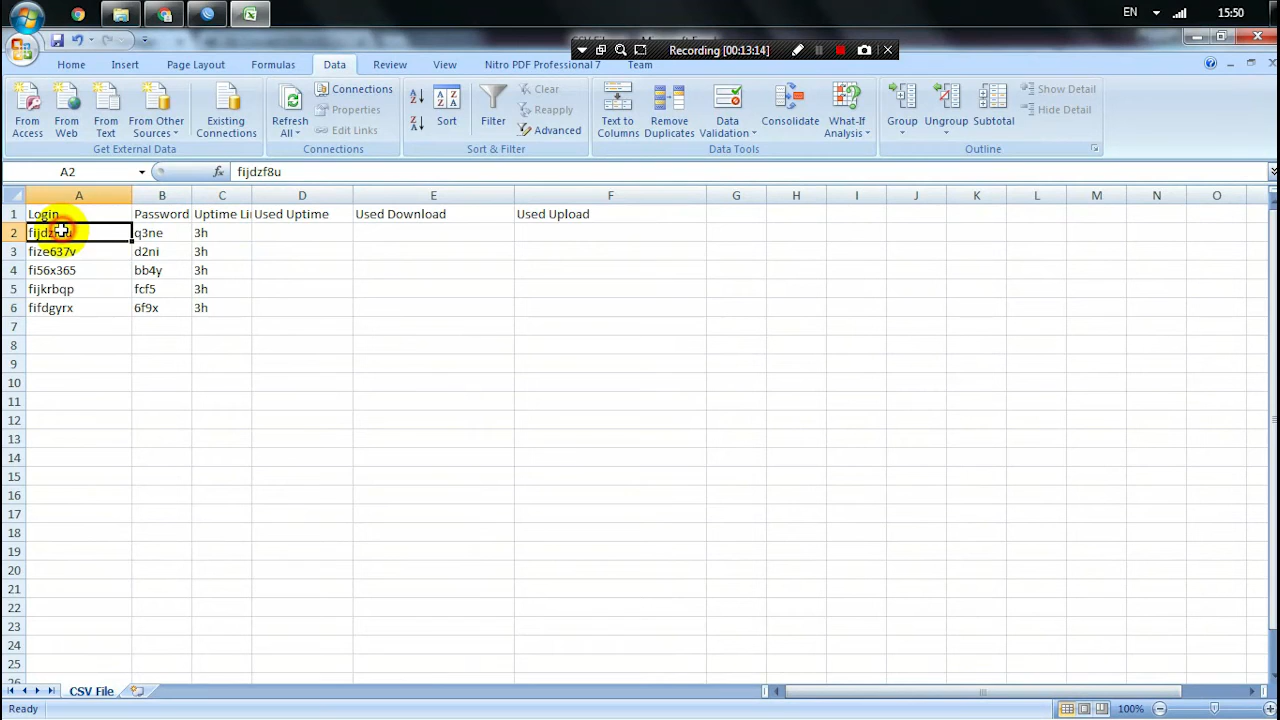 EN 15:50
Recording [00:13:14]
Home Insert Page Layout Formulas Data Review View Nitro PDF Professional 7 Team
From Access From Web From Text From Other Sources Existing Connections Refresh All Connections Properties Edit Links Sort Filter Clear Reapply Advanced Text to Columns Remove Duplicates Data Validation Consolidate What-If Analysis Group Ungroup Subtotal Show Detail Hide Detail
Get External Data Connections Sort & Filter Data Tools Outline
A2 fx fijdzf8u
A B C D E F G H I J K L M N O
1 Login Password Uptime Li Used Uptime Used Download Used Upload
2 q3ne 3h
3 fize637v d2ni 3h
4 fi56x365 bb4y 3h
5 fijkrbqp fcf5 3h
6 fifdgyrx 6f9x 3h
7
8
9
10
11
12
13
14
15
16
17
18
19
20
21
22
23
24
25
CSV File
Ready 100%